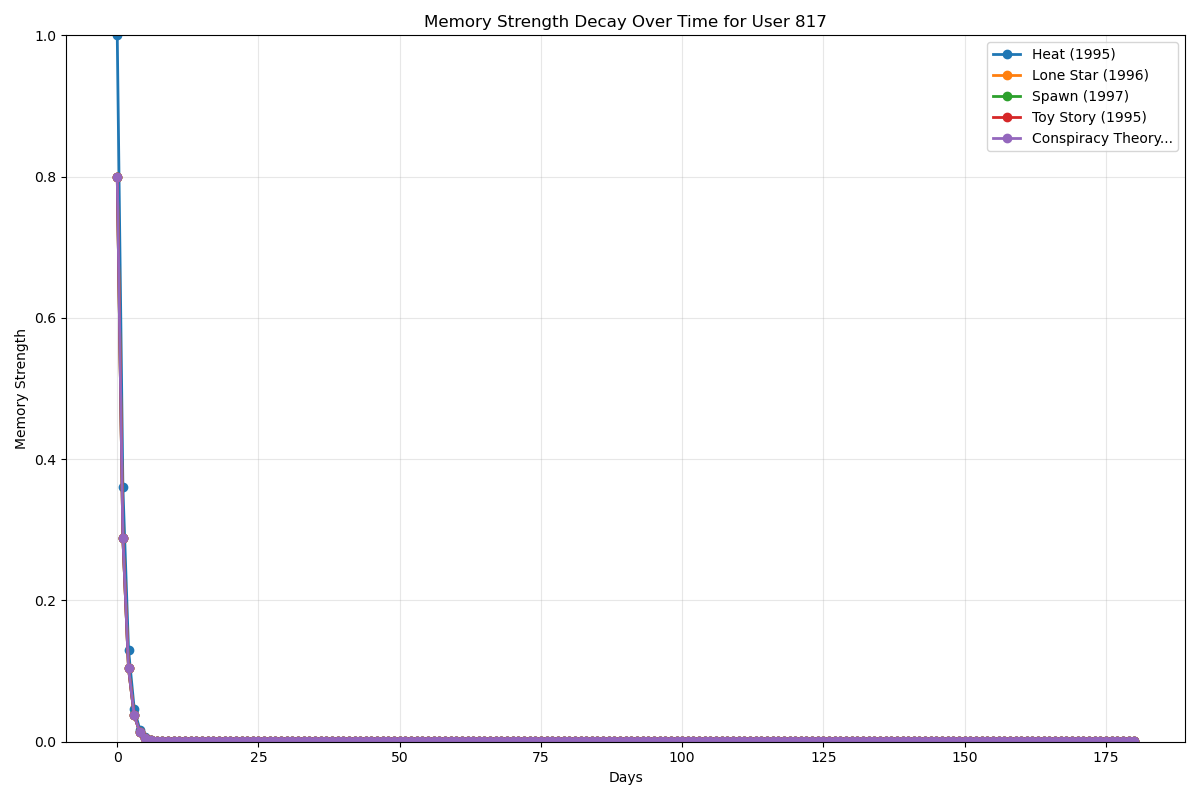 Memory Strength Decay Over Time for User 817
Heat (1995)
Lone Star (1996)
Spawn (1997)
Toy Story (1995)
Conspiracy Theory...
Memory Strength
1.0
0.8
0.6
0.4
0.2
0.0
0 25 50 75 100 125 150 175
Days